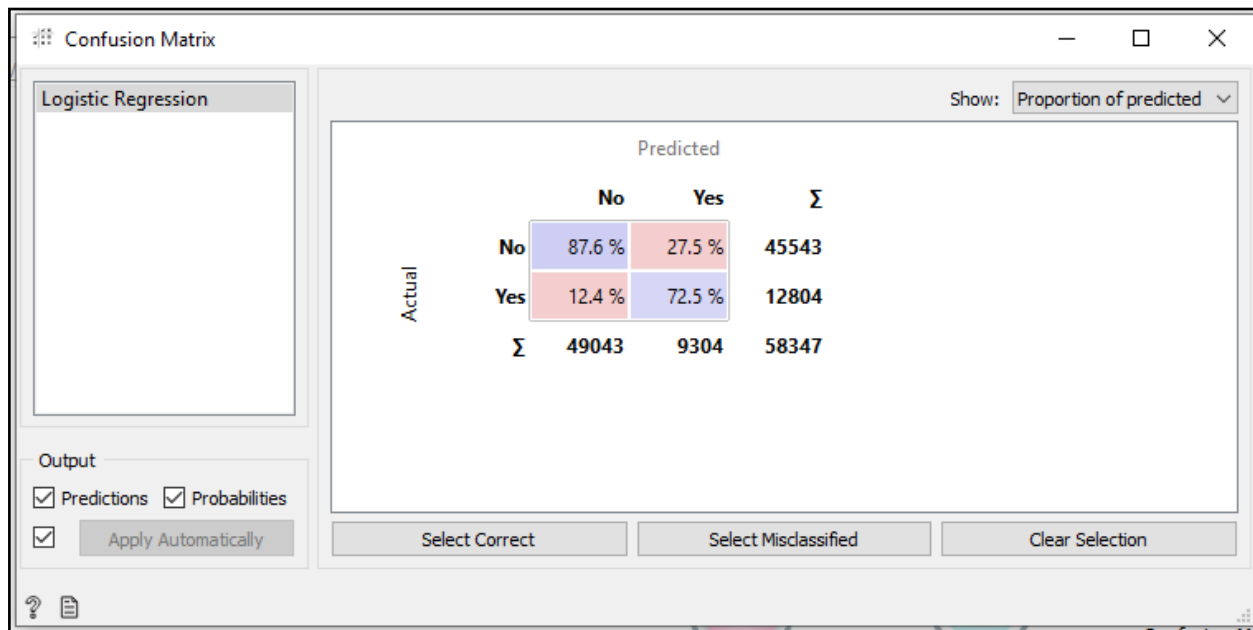 Confusion Matrix
Logistic Regression
Show: Proportion of predicted
Predicted
No Yes Σ
No 87.6 % 27.5 % 45543
Actual
Yes 12.4 % 72.5 % 12804
Σ 49043 9304 58347
Output
Predictions Probabilities
Apply Automatically
Select Correct Select Misclassified Clear Selection
?